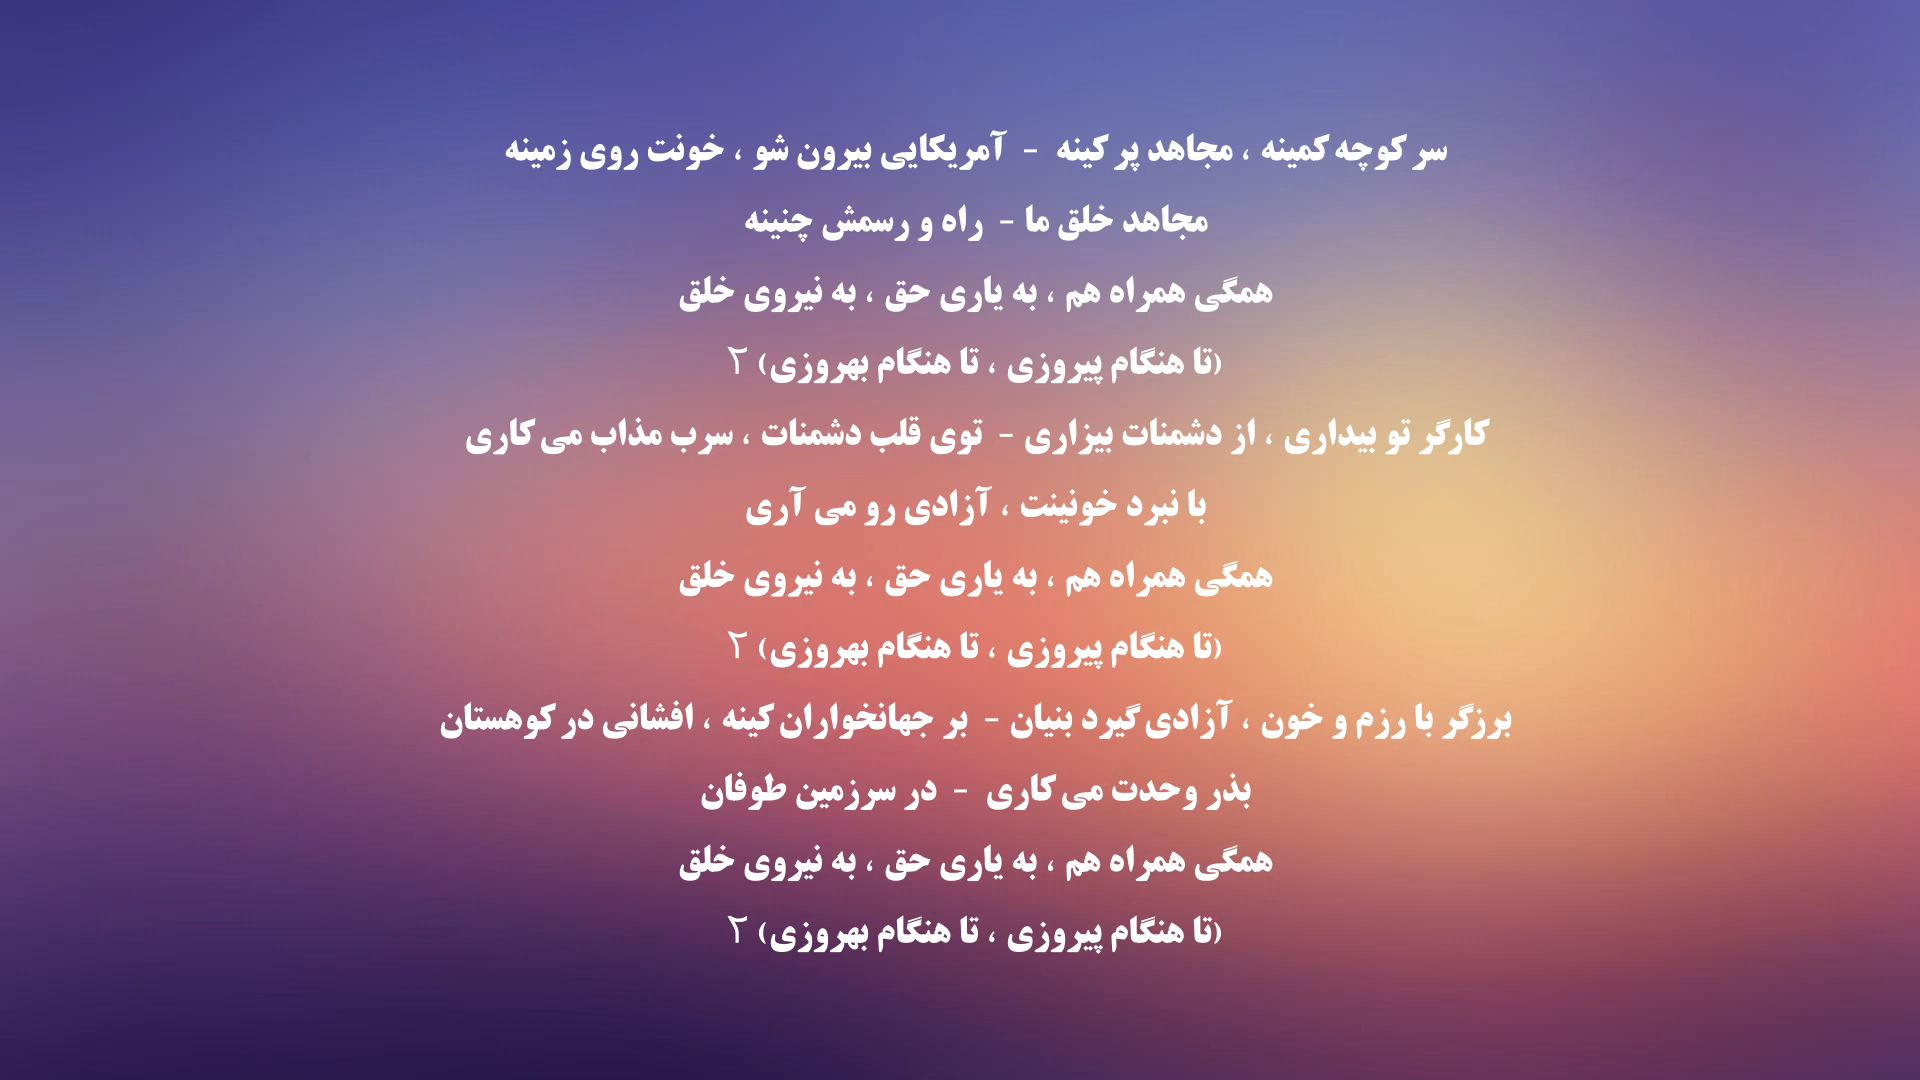 سر کوچه کمینه ، مجاهد پر کینه - آمریکایی بیرون شو ، خونت روی زمینه
مجاهد خلق ما - راه و رسمش چنینه
همگی همراه هم ، به یاری حق ، به نیروی خلق
(تا هنگام پیروزی ، تا هنگام بهروزی) ۲
کارگر تو بیداری ، از دشمنات بیزاری - توی قلب دشمنات ، سرب مذاب می کاری
با نبرد خونینت ، آزادی رو می آری
همگی همراه هم ، به یاری حق ، به نیروی خلق
(تا هنگام پیروزی ، تا هنگام بهروزی) ۲
برزگر با رزم و خون ، آزادی گیرد بنیان - بر جهانخواران کینه ، افشانی در کوهستان
بذر وحدت می کاری - در سرزمین طوفان
همگی همراه هم ، به یاری حق ، به نیروی خلق
(تا هنگام پیروزی ، تا هنگام بهروزی) ۲